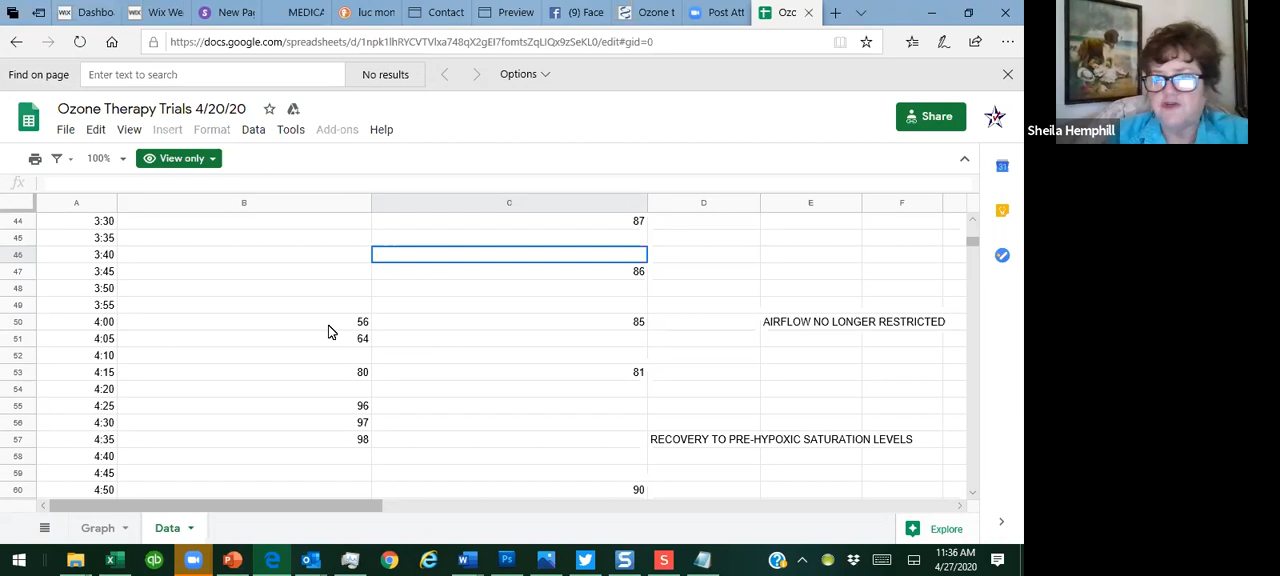 Wix Wel
New Pag
MEDICA
luc mon
Contact
Preview
(9) Face
Ozone t
Post Att
Ozc
https://docs.google.com/spreadsheets/d/1npk1lhRYCVTVlxa748qX2gEI7fomtsZqLIQx9zSeKL0/edit#gid=0
Find on page
Enter text to search
No results
Options
Ozone Therapy Trials 4/20/20
File Edit View Insert Format Data Tools Add-ons Help
Share
Sheila Hemphill
100%
View only
fx
A B C D E F
44 3:30 87
45 3:35
46 3:40
47 3:45 86
48 3:50
49 3:55
50 4:00 56 85 AIRFLOW NO LONGER RESTRICTED
51 4:05 64
52 4:10
53 4:15 80 81
54 4:20
55 4:25 96
56 4:30 97
57 4:35 98 RECOVERY TO PRE-HYPOXIC SATURATION LEVELS
58 4:40
59 4:45
60 4:50 90
Graph
Data
Explore
11:36 AM
4/27/2020